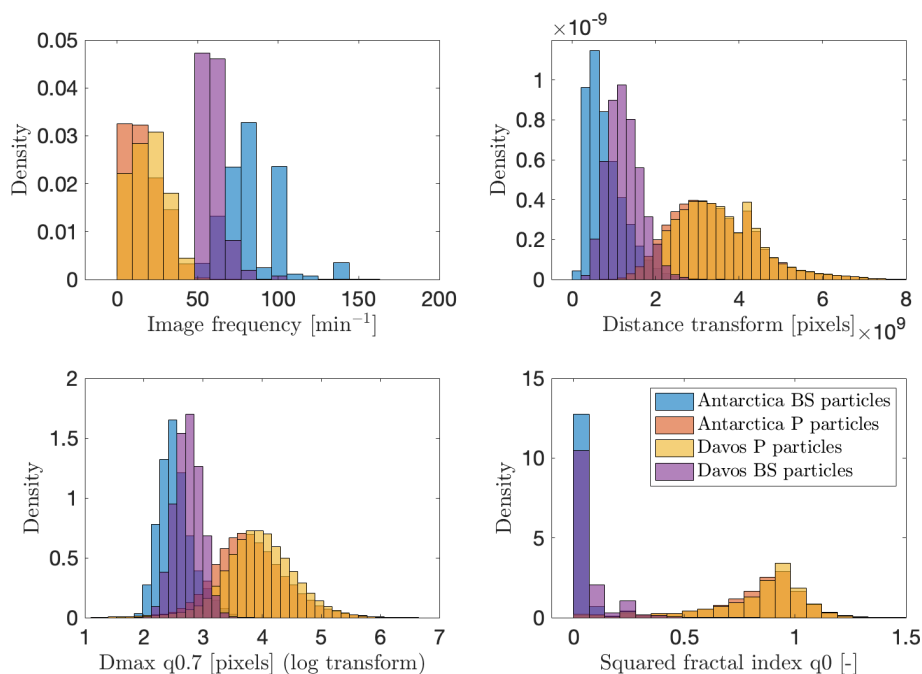 0.05
0.04
0.03
0.02
0.01
0
Density
0 50 100 150 200
Image frequency [min−1]
×10-9
1
0.8
0.6
0.4
0.2
0
Density
0 2 4 6 8
Distance transform [pixels] ×109
2
1.5
1
0.5
0
Density
1 2 3 4 5 6 7
Dmax q0.7 [pixels] (log transform)
15
10
5
0
Density
Antarctica BS particles
Antarctica P particles
Davos P particles
Davos BS particles
0 0.5 1 1.5
Squared fractal index q0 [-]